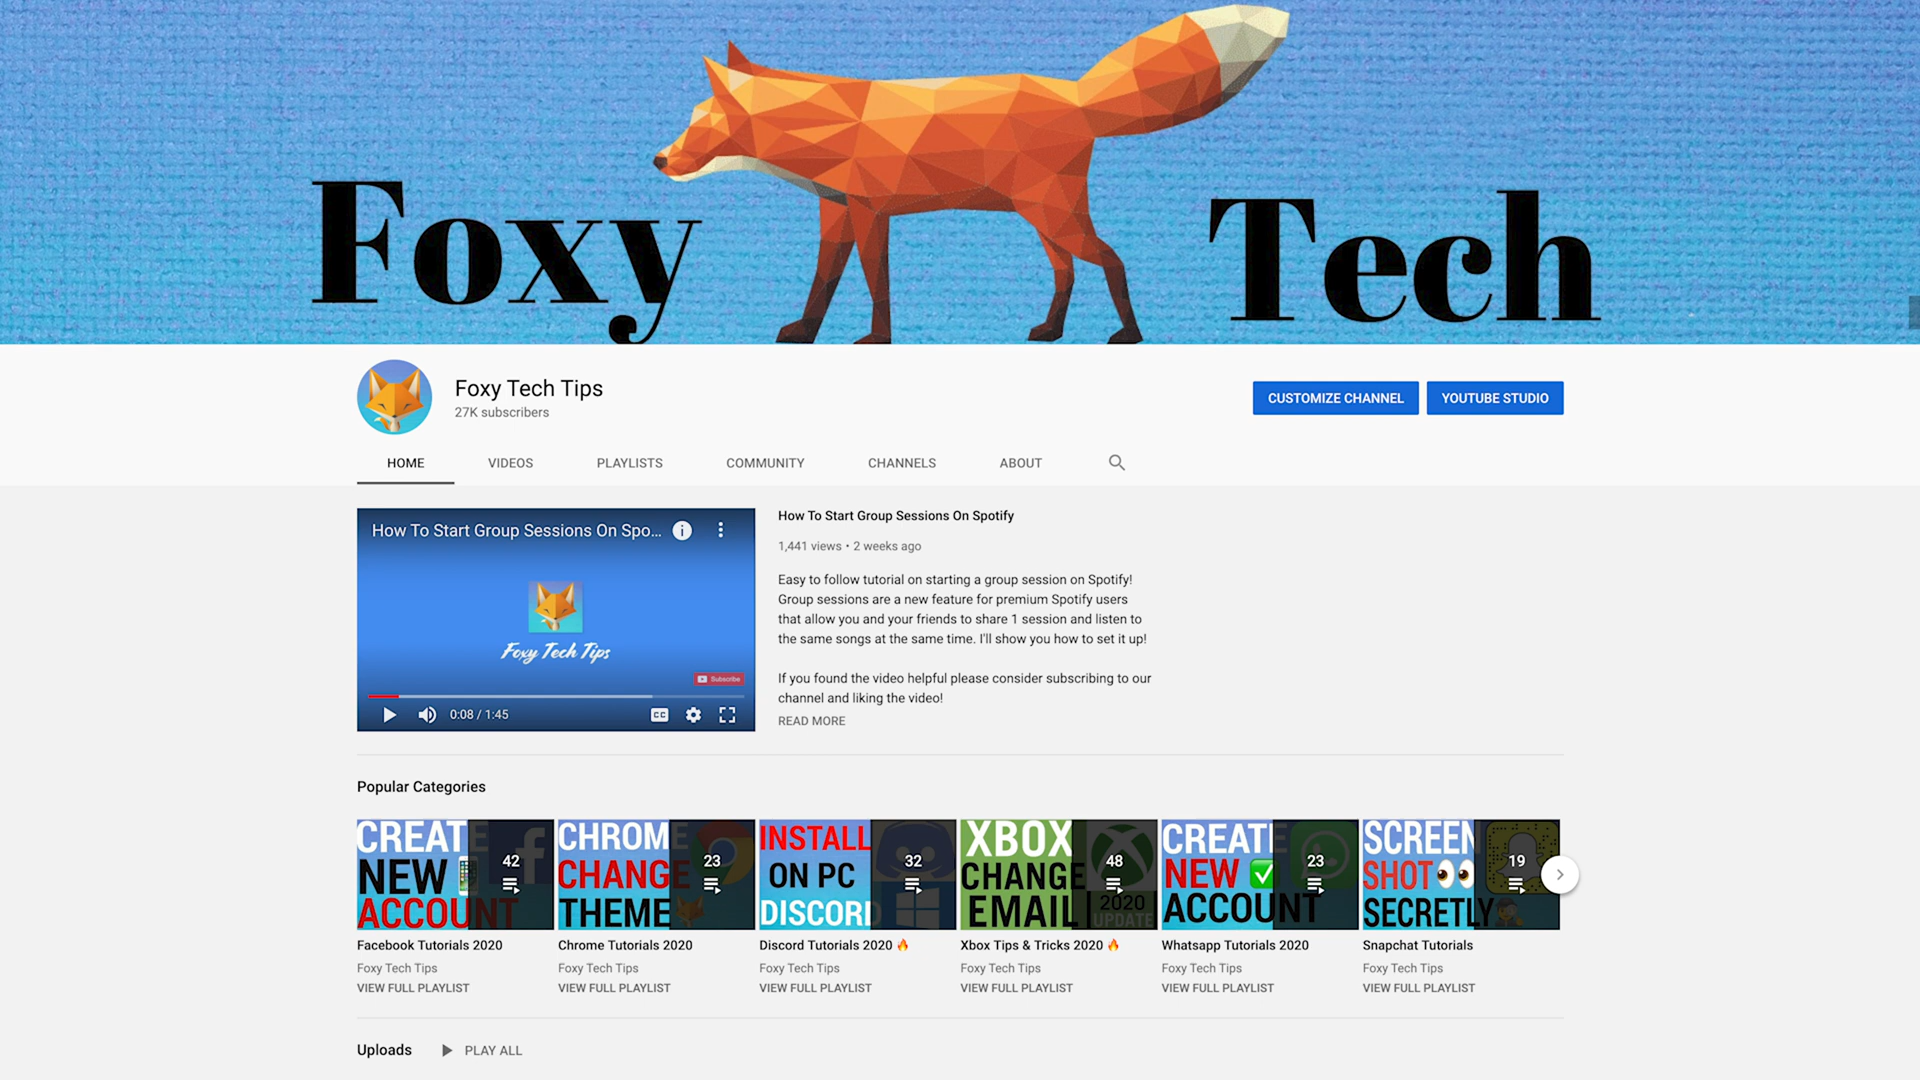 Foxy Tech
Foxy Tech Tips
27K subscribers
CUSTOMIZE CHANNEL
YOUTUBE STUDIO
HOME
VIDEOS
PLAYLISTS
COMMUNITY
CHANNELS
ABOUT
How To Start Group Sessions On Spo...
Foxy Tech Tips
Subscribe
0:08 / 1:45
CC
How To Start Group Sessions On Spotify
1,441 views • 2 weeks ago
Easy to follow tutorial on starting a group session on Spotify!
Group sessions are a new feature for premium Spotify users
that allow you and your friends to share 1 session and listen to
the same songs at the same time. I'll show you how to set it up!
If you found the video helpful please consider subscribing to our
channel and liking the video!
READ MORE
Popular Categories
CREATE
NEW
ACCOUNT
42
Facebook Tutorials 2020
Foxy Tech Tips
VIEW FULL PLAYLIST
CHROME
CHANGE
THEME
23
Chrome Tutorials 2020
Foxy Tech Tips
VIEW FULL PLAYLIST
INSTALL
ON PC
DISCORD
32
Discord Tutorials 2020 🔥
Foxy Tech Tips
VIEW FULL PLAYLIST
XBOX
CHANGE
EMAIL
2020
UPDATE
48
Xbox Tips & Tricks 2020 🔥
Foxy Tech Tips
VIEW FULL PLAYLIST
CREATE
NEW ✅
ACCOUNT
23
Whatsapp Tutorials 2020
Foxy Tech Tips
VIEW FULL PLAYLIST
SCREEN
SHOT 👀
SECRETLY
19
Snapchat Tutorials
Foxy Tech Tips
VIEW FULL PLAYLIST
Uploads
PLAY ALL